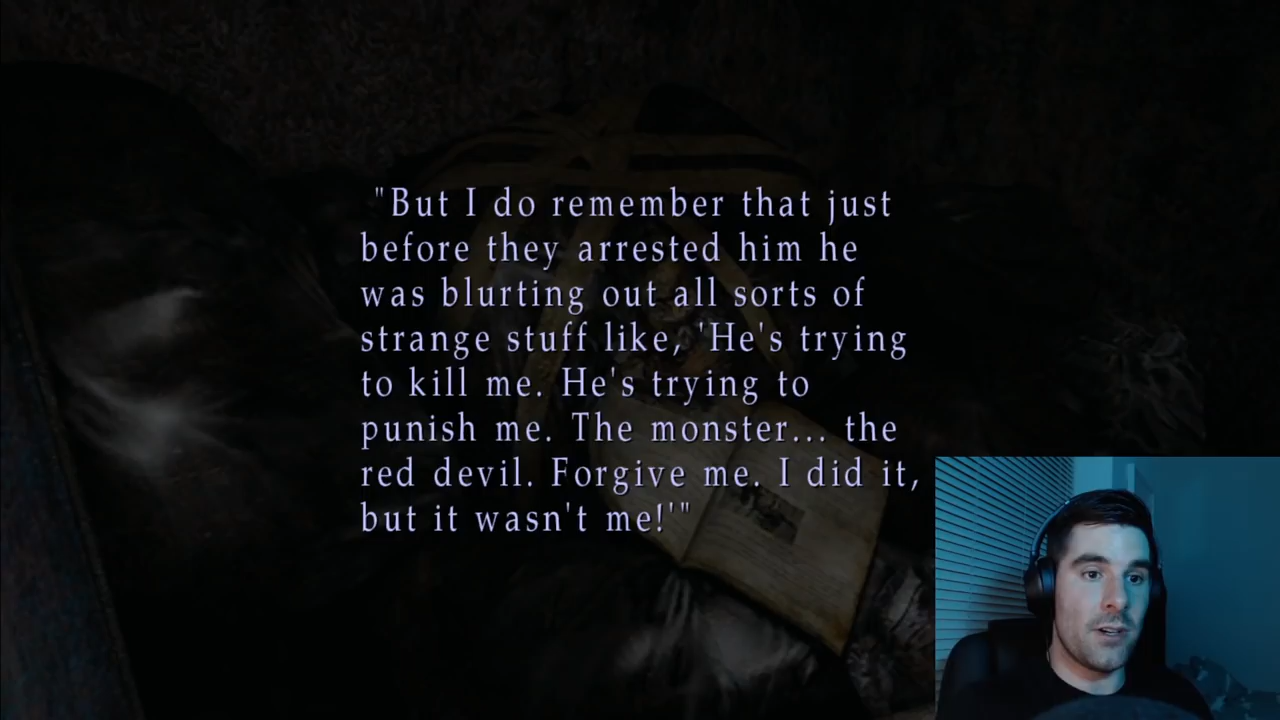 "But I do remember that just
before they arrested him he
was blurting out all sorts of
strange stuff like, 'He's trying
to kill me. He's trying to
punish me. The monster... the
red devil. Forgive me. I did it,
but it wasn't me!'"